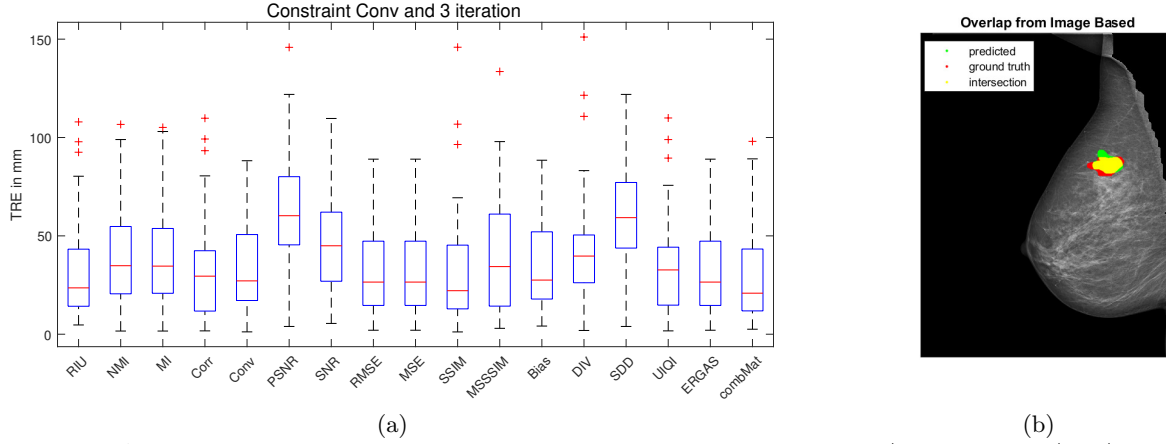 Constraint Conv and 3 iteration
TRE in mm
150
100
50
0
RIU
NMI
MI
Corr
Conv
PSNR
SNR
RMSE
MSE
SSIM
MSSSIM
Bias
DIV
SDD
UIQI
ERGAS
combMat
(a)
Overlap from Image Based
predicted
ground truth
intersection
(b)